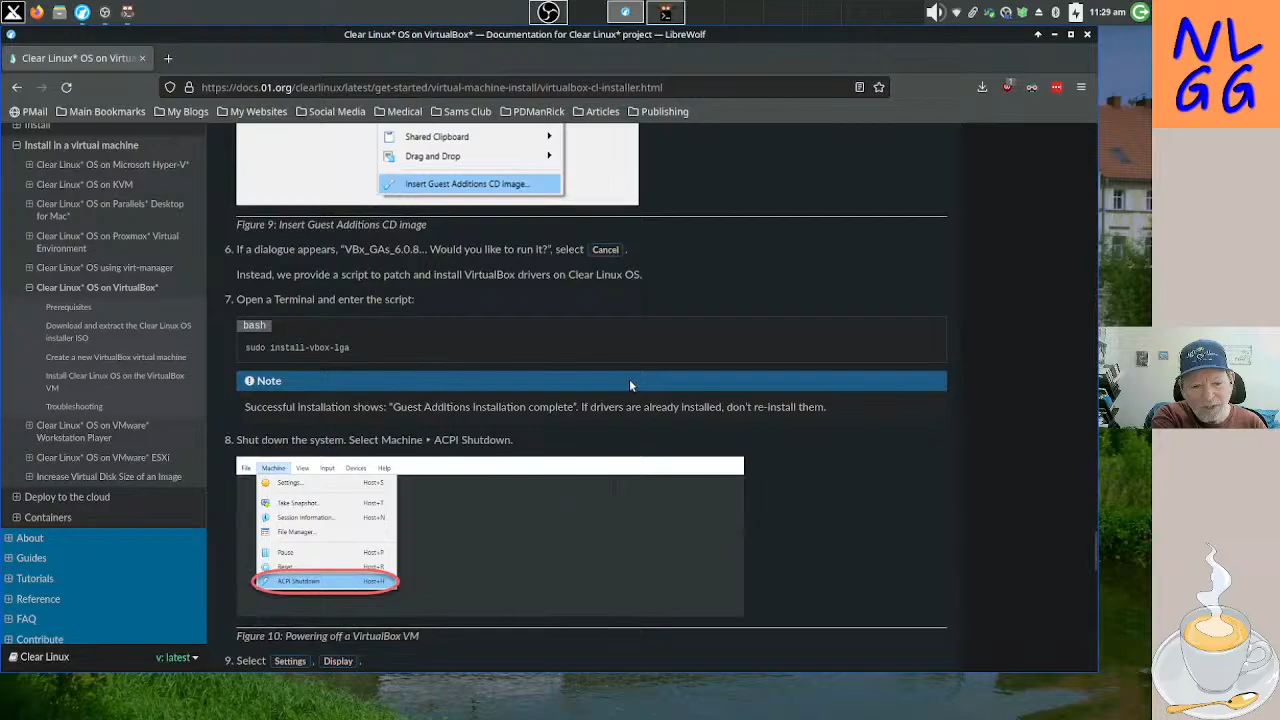 11:29 am
Clear Linux* OS on VirtualBox* — Documentation for Clear Linux* project — LibreWolf
Clear Linux* OS on Virtua
https://docs.01.org/clearlinux/latest/get-started/virtual-machine-install/virtualbox-cl-installer.html
PMail Main Bookmarks My Blogs My Websites Social Media Medical Sams Club PDManRick Articles Publishing
Install
Install in a virtual machine
Clear Linux* OS on Microsoft Hyper-V*
Clear Linux* OS on KVM
Clear Linux* OS on Parallels* Desktop
for Mac*
Clear Linux* OS on Proxmox* Virtual
Environment
Clear Linux* OS using virt-manager
Clear Linux* OS on VirtualBox*
Prerequisites
Download and extract the Clear Linux OS
installer ISO
Create a new VirtualBox virtual machine
Install Clear Linux OS on the VirtualBox
VM
Troubleshooting
Clear Linux* OS on VMware*
Workstation Player
Clear Linux* OS on VMware* ESXi
Increase Virtual Disk Size of an Image
Deploy to the cloud
Containers
About
Guides
Tutorials
Reference
FAQ
Contribute
Clear Linux v: latest
Shared Clipboard
Drag and Drop
Insert Guest Additions CD image...
Figure 9: Insert Guest Additions CD image
6. If a dialogue appears, “VBx_GAs_6.0.8... Would you like to run it?”, select Cancel .
Instead, we provide a script to patch and install VirtualBox drivers on Clear Linux OS.
7. Open a Terminal and enter the script:
bash
sudo install-vbox-lga
Note
Successful installation shows: “Guest Additions installation complete”. If drivers are already installed, don’t re-install them.
8. Shut down the system. Select Machine ‣ ACPI Shutdown.
File Machine View Input Devices Help
Settings... Host+S
Take Snapshot... Host+T
Session Information... Host+N
File Manager...
Pause Host+P
Reset Host+R
ACPI Shutdown Host+H
Figure 10: Powering off a VirtualBox VM
9. Select Settings , Display ,
NL
GG